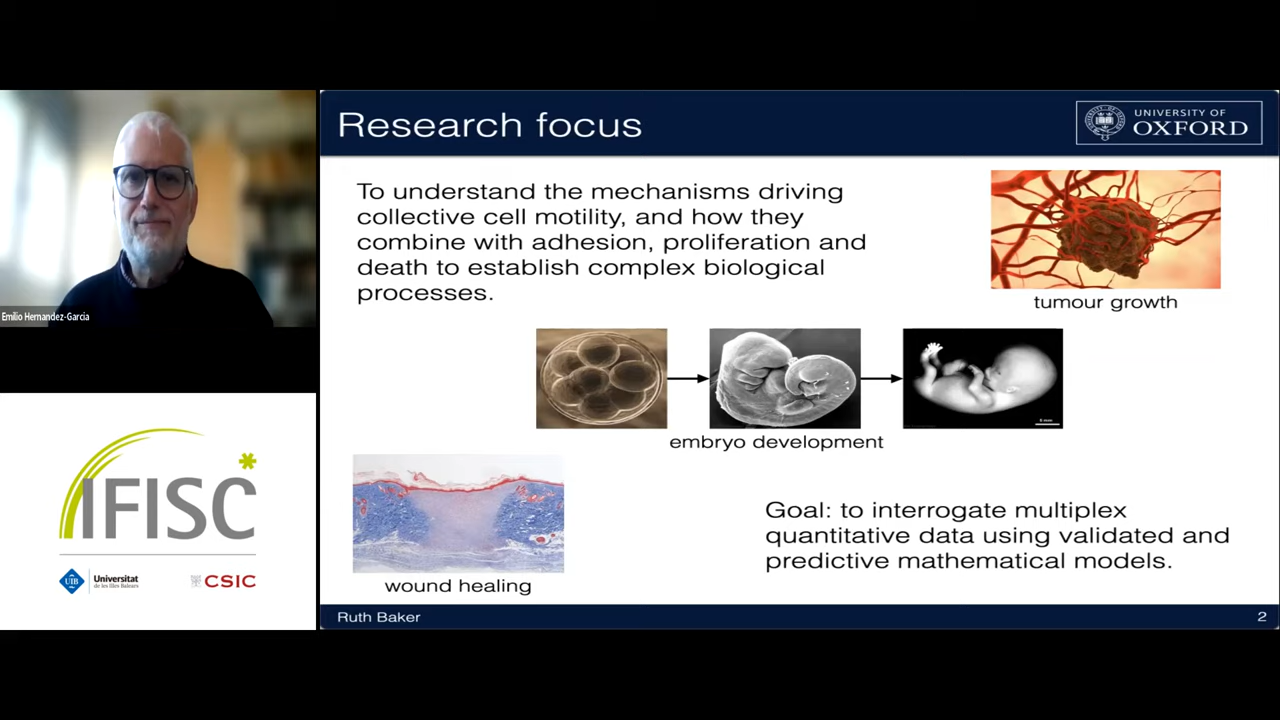 Research focus
UNIVERSITY OF
OXFORD
To understand the mechanisms driving
collective cell motility, and how they
combine with adhesion, proliferation and
death to establish complex biological
processes.
tumour growth
embryo development
wound healing
Goal: to interrogate multiplex
quantitative data using validated and
predictive mathematical models.
Ruth Baker
2
Emilio Hernandez-Garcia
IFISC
UIB
Universitat
de les Illes Balears
CSIC